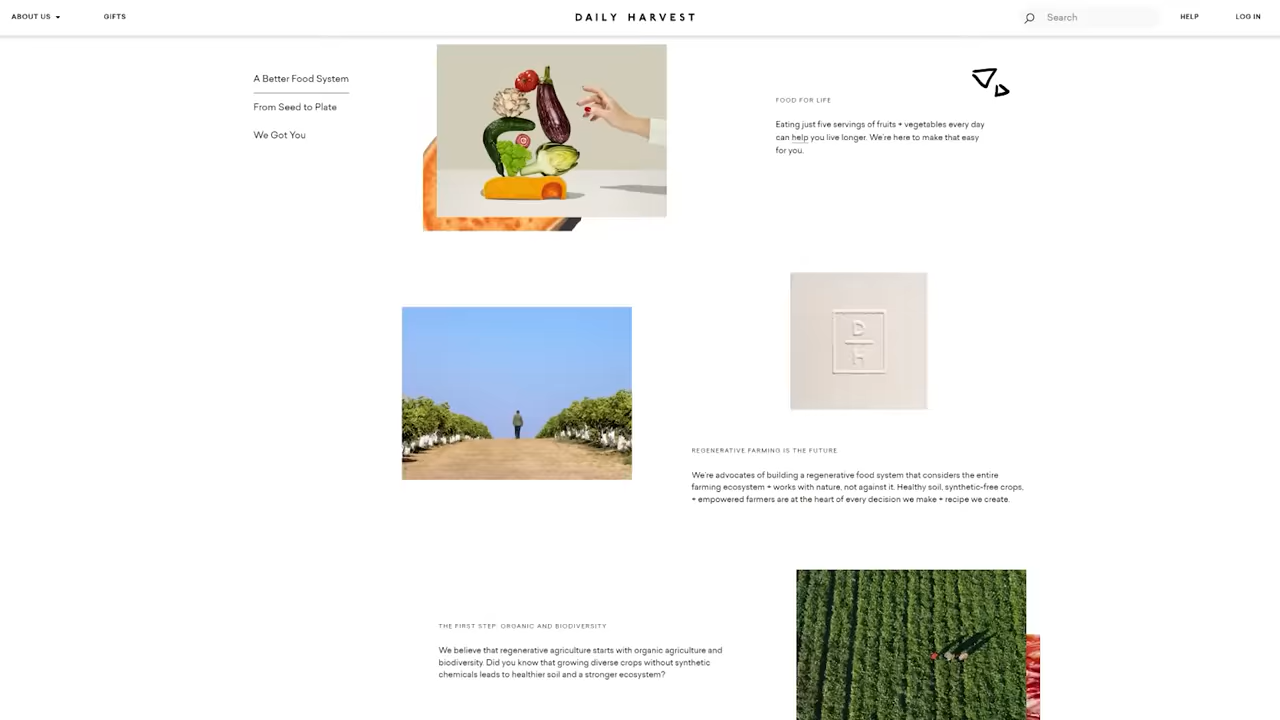 ABOUT US
GIFTS
DAILY HARVEST
Search
HELP
LOG IN
A Better Food System
From Seed to Plate
We Got You
FOOD FOR LIFE
Eating just five servings of fruits + vegetables every day
can help you live longer. We're here to make that easy
for you.
D
H
REGENERATIVE FARMING IS THE FUTURE
We're advocates of building a regenerative food system that considers the entire
farming ecosystem + works with nature, not against it. Healthy soil, synthetic-free crops,
+ empowered farmers are at the heart of every decision we make + recipe we create.
THE FIRST STEP: ORGANIC AND BIODIVERSITY
We believe that regenerative agriculture starts with organic agriculture and
biodiversity. Did you know that growing diverse crops without synthetic
chemicals leads to healthier soil and a stronger ecosystem?